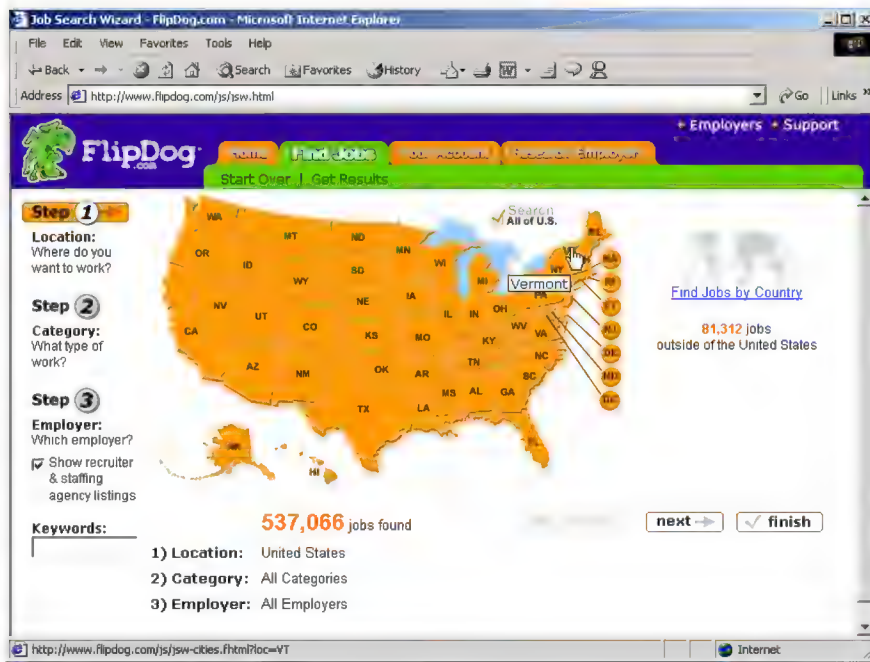 Job Search Wizard - FlipDog.com - Microsoft Internet Explorer
File Edit View Favorites Tools Help
Back Search Favorites History
Address http://www.flipdog.com/js/jsw.html Go Links »
Employers Support
FlipDog.com
Home Find Jobs Your Account Research Employer
Start Over | Get Results
Step 1
Location:
Where do you
want to work?
Step 2
Category:
What type of
work?
Step 3
Employer:
Which employer?
Show recruiter
& staffing
agency listings
Keywords:
Search
All of U.S.
WA MT ND MN WI MI NY VT ME
OR ID WY SD IA IL IN OH PA
NV UT CO NE KS MO KY WV VA
CA AZ NM OK AR TN NC SC
TX LA MS AL GA
HI
MA
RI
NJ
DE
MD
DC
Vermont
Find Jobs by Country
81,312 jobs
outside of the United States
537,066 jobs found
next finish
1) Location: United States
2) Category: All Categories
3) Employer: All Employers
http://www.flipdog.com/js/jsw-cities.fhtml?loc=VT Internet